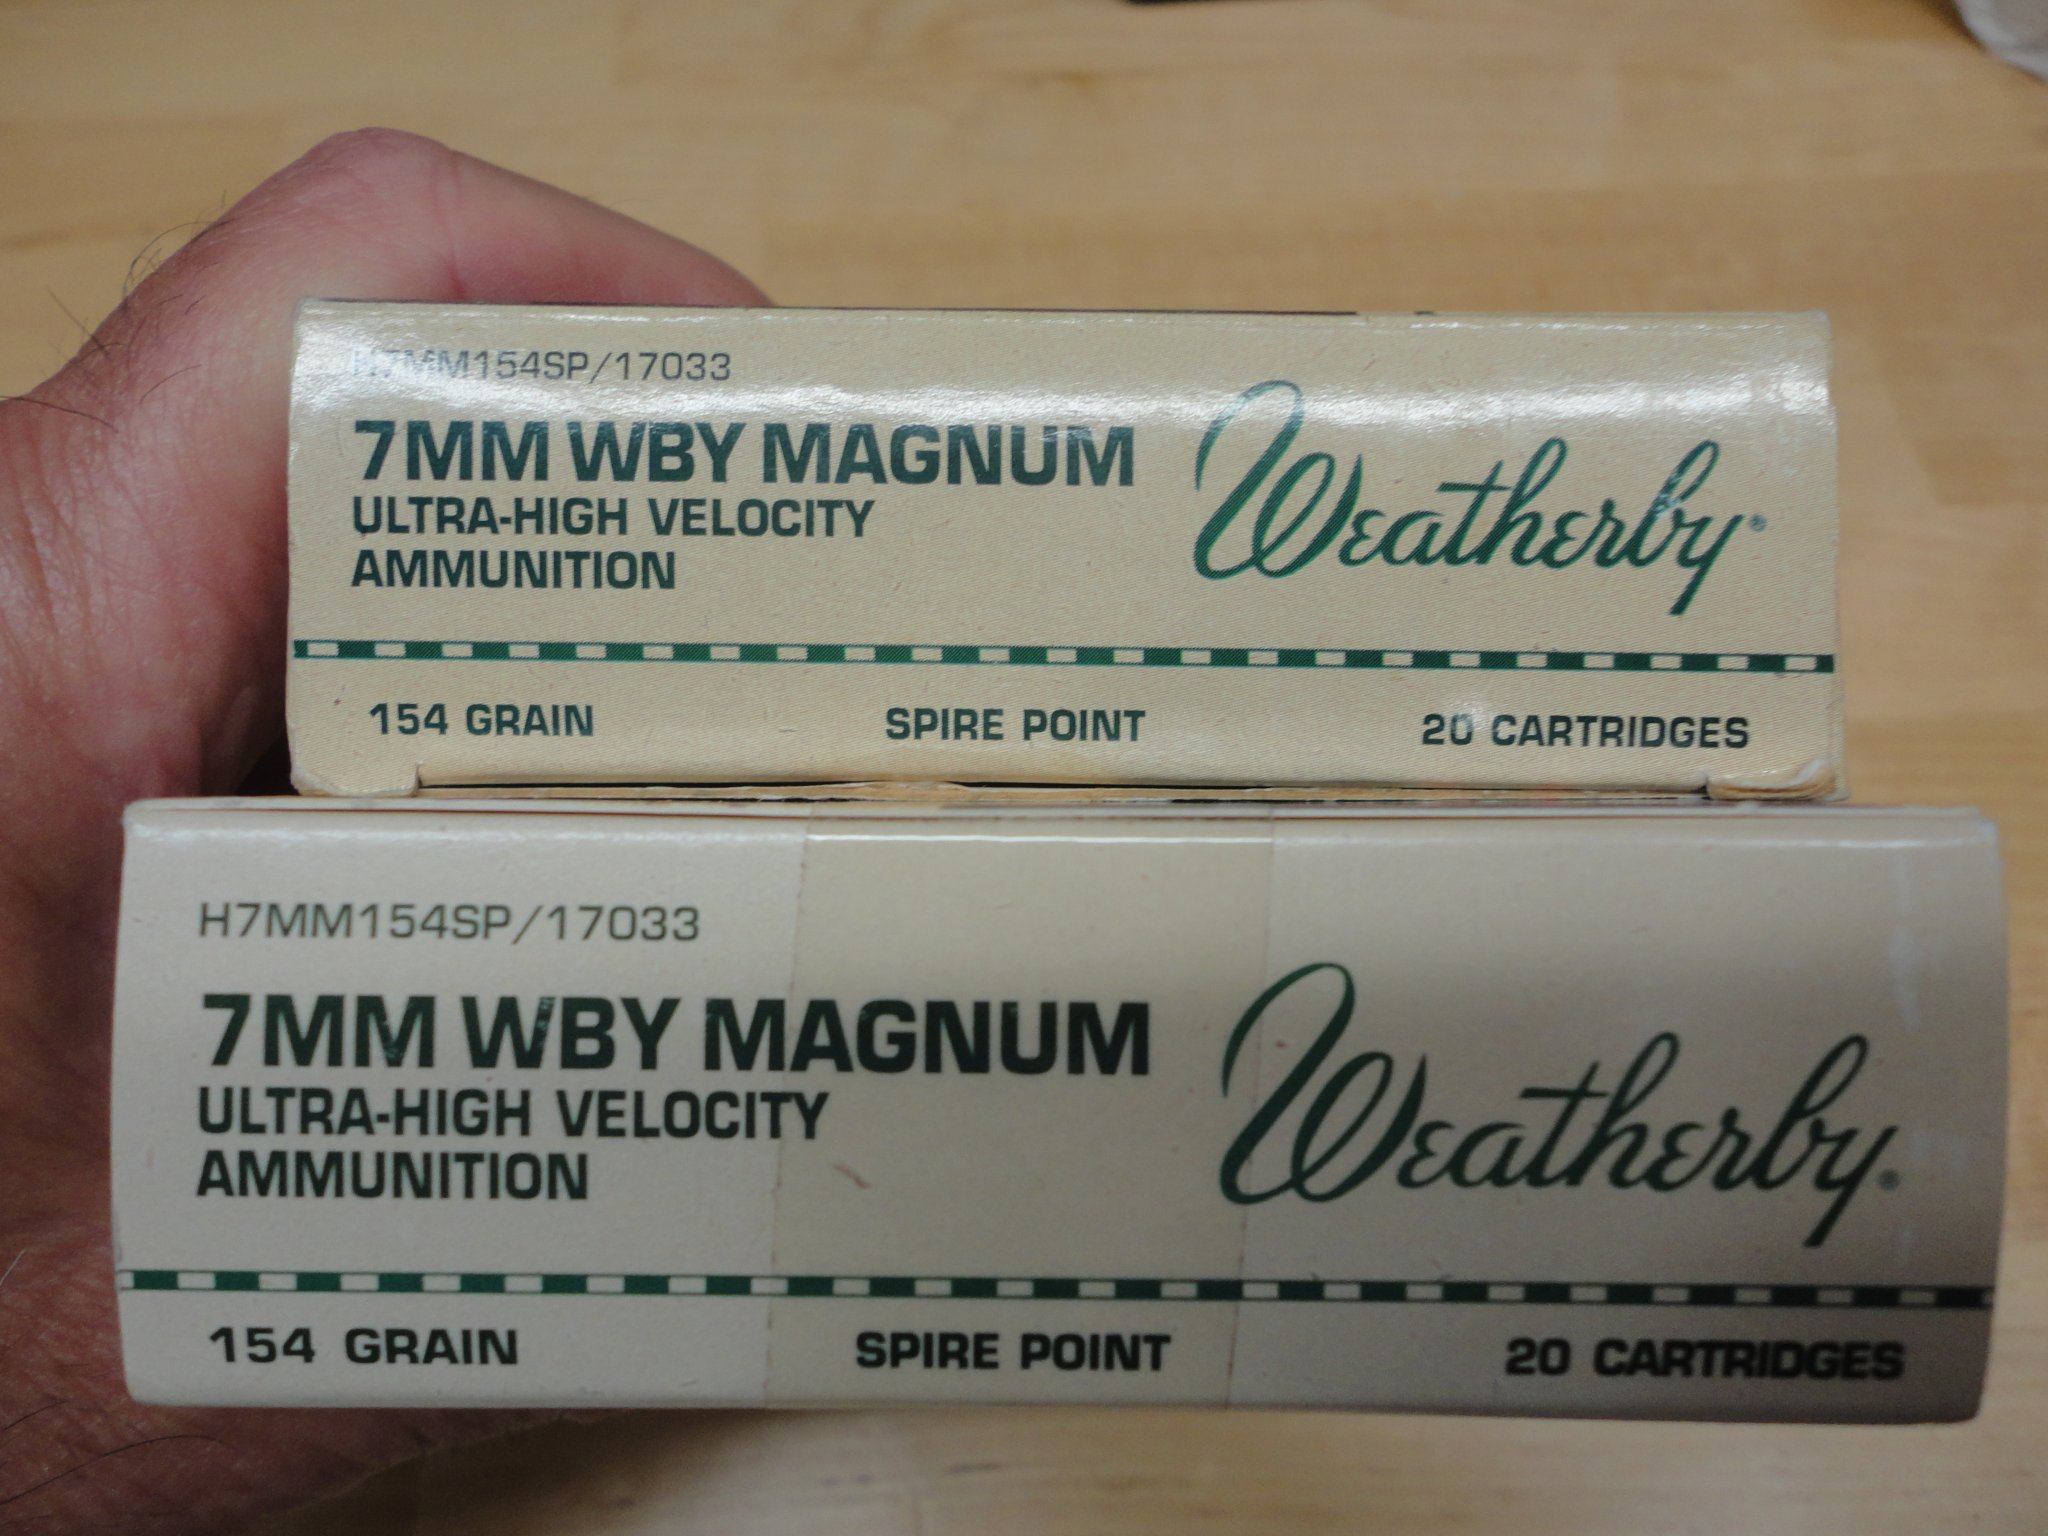 H7MM154SP/17033
7MM WBY MAGNUM
ULTRA-HIGH VELOCITY
AMMUNITION
Weatherby®
154 GRAIN SPIRE POINT 20 CARTRIDGES
H7MM154SP/17033
7MM WBY MAGNUM
ULTRA-HIGH VELOCITY
AMMUNITION
Weatherby®
154 GRAIN SPIRE POINT 20 CARTRIDGES